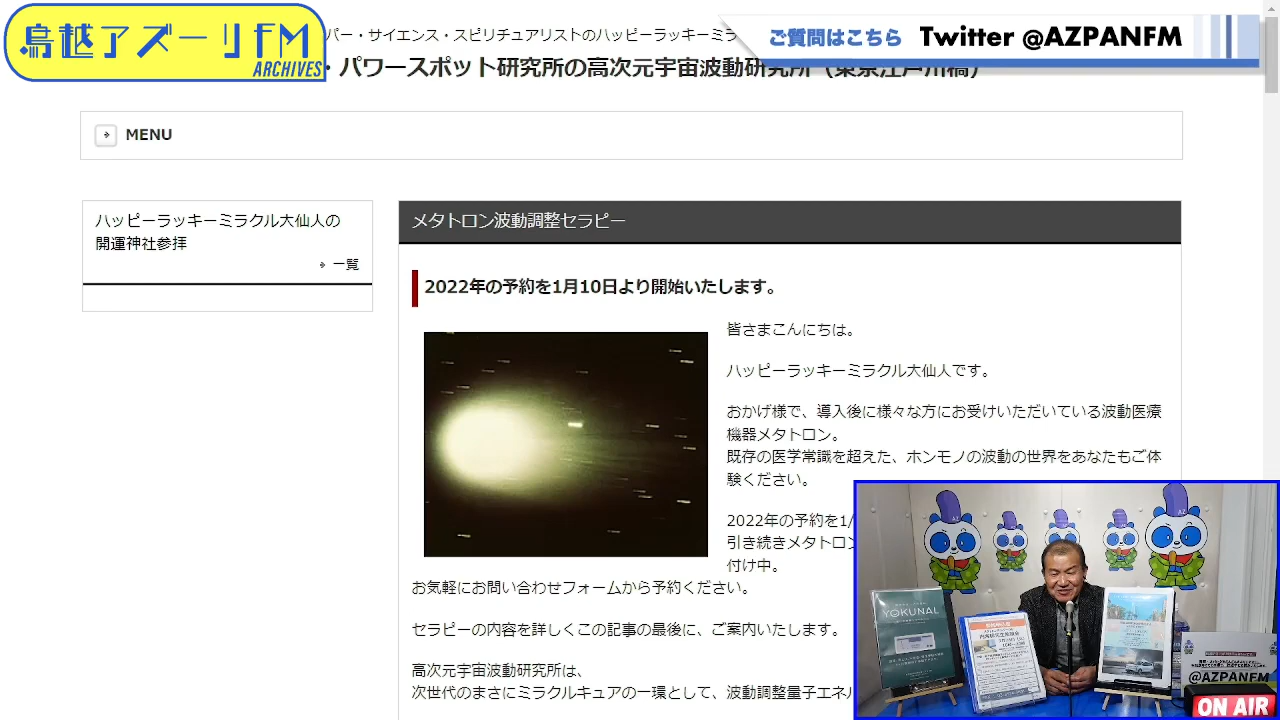 鳥越アズーリFM
ARCHIVES
パー・サイエンス・スピリチュアリストのハッピーラッキーミラ
ご質問はこちら Twitter @AZPANFM
・パワースポット研究所の高次元宇宙波動研究所（東京江戸川橋）
MENU
ハッピーラッキーミラクル大仙人の
開運神社参拝
一覧
メタトロン波動調整セラピー
2022年の予約を1月10日より開始いたします。
皆さまこんにちは。
ハッピーラッキーミラクル大仙人です。
おかげ様で、導入後に様々な方にお受けいただいている波動医療
機器メタトロン。
既存の医学常識を超えた、ホンモノの波動の世界をあなたもご体
験ください。
2022年の予約を1/
引き続きメタトロン
付け中。
お気軽にお問い合わせフォームから予約ください。
セラピーの内容を詳しくこの記事の最後に、ご案内いたします。
高次元宇宙波動研究所は、
次世代のまさにミラクルキュアの一環として、波動調整量子エネル
AZ
AZ
YOKUNAL
@AZPANFM
ON AIR